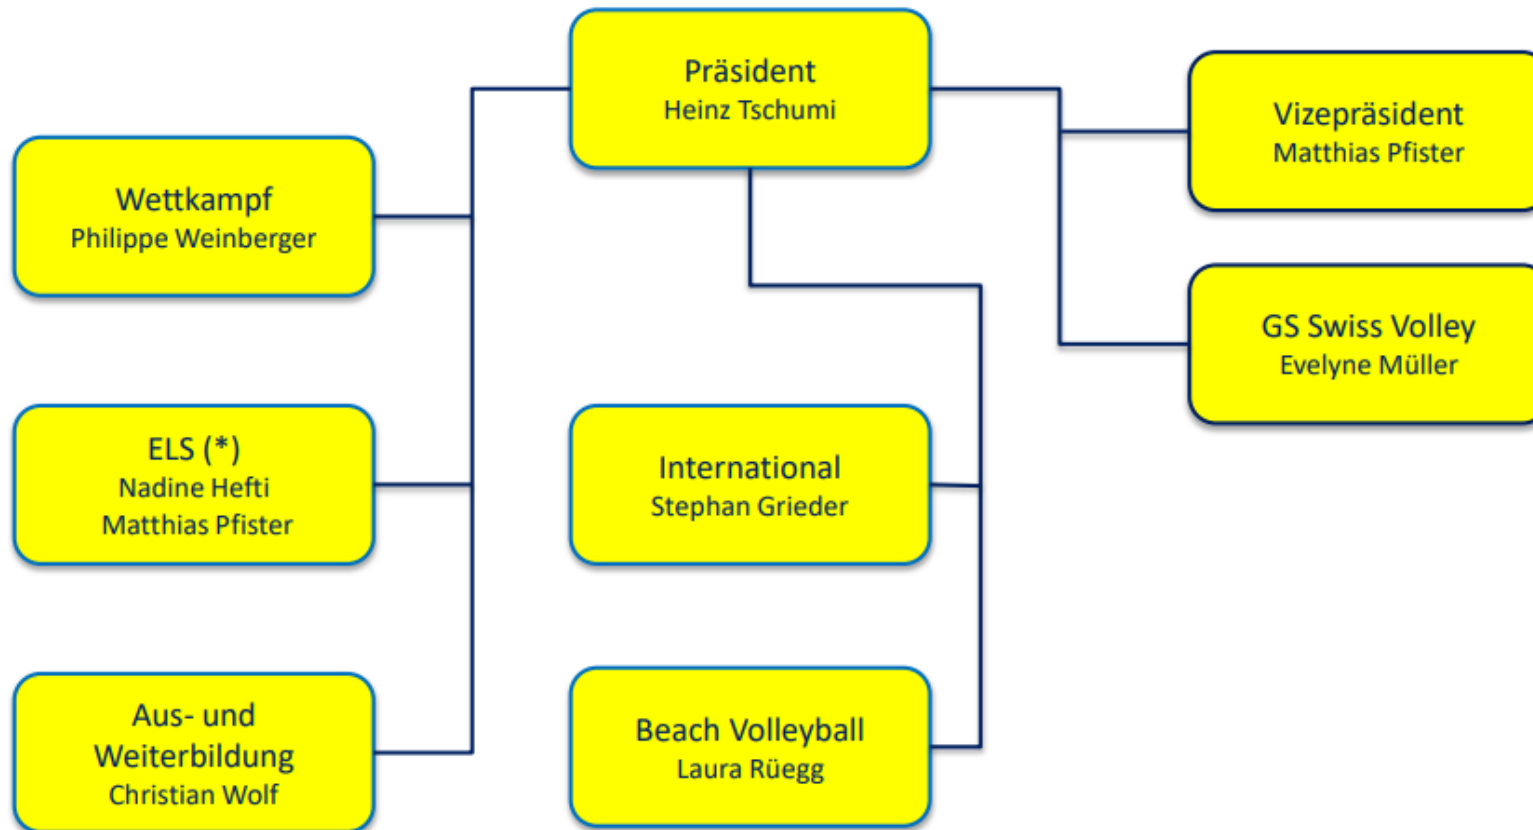 Präsident
Heinz Tschumi
Vizepräsident
Matthias Pfister
Wettkampf
Philippe Weinberger
GS Swiss Volley
Evelyne Müller
ELS (*)
Nadine Hefti
Matthias Pfister
International
Stephan Grieder
Aus- und
Weiterbildung
Christian Wolf
Beach Volleyball
Laura Rüegg